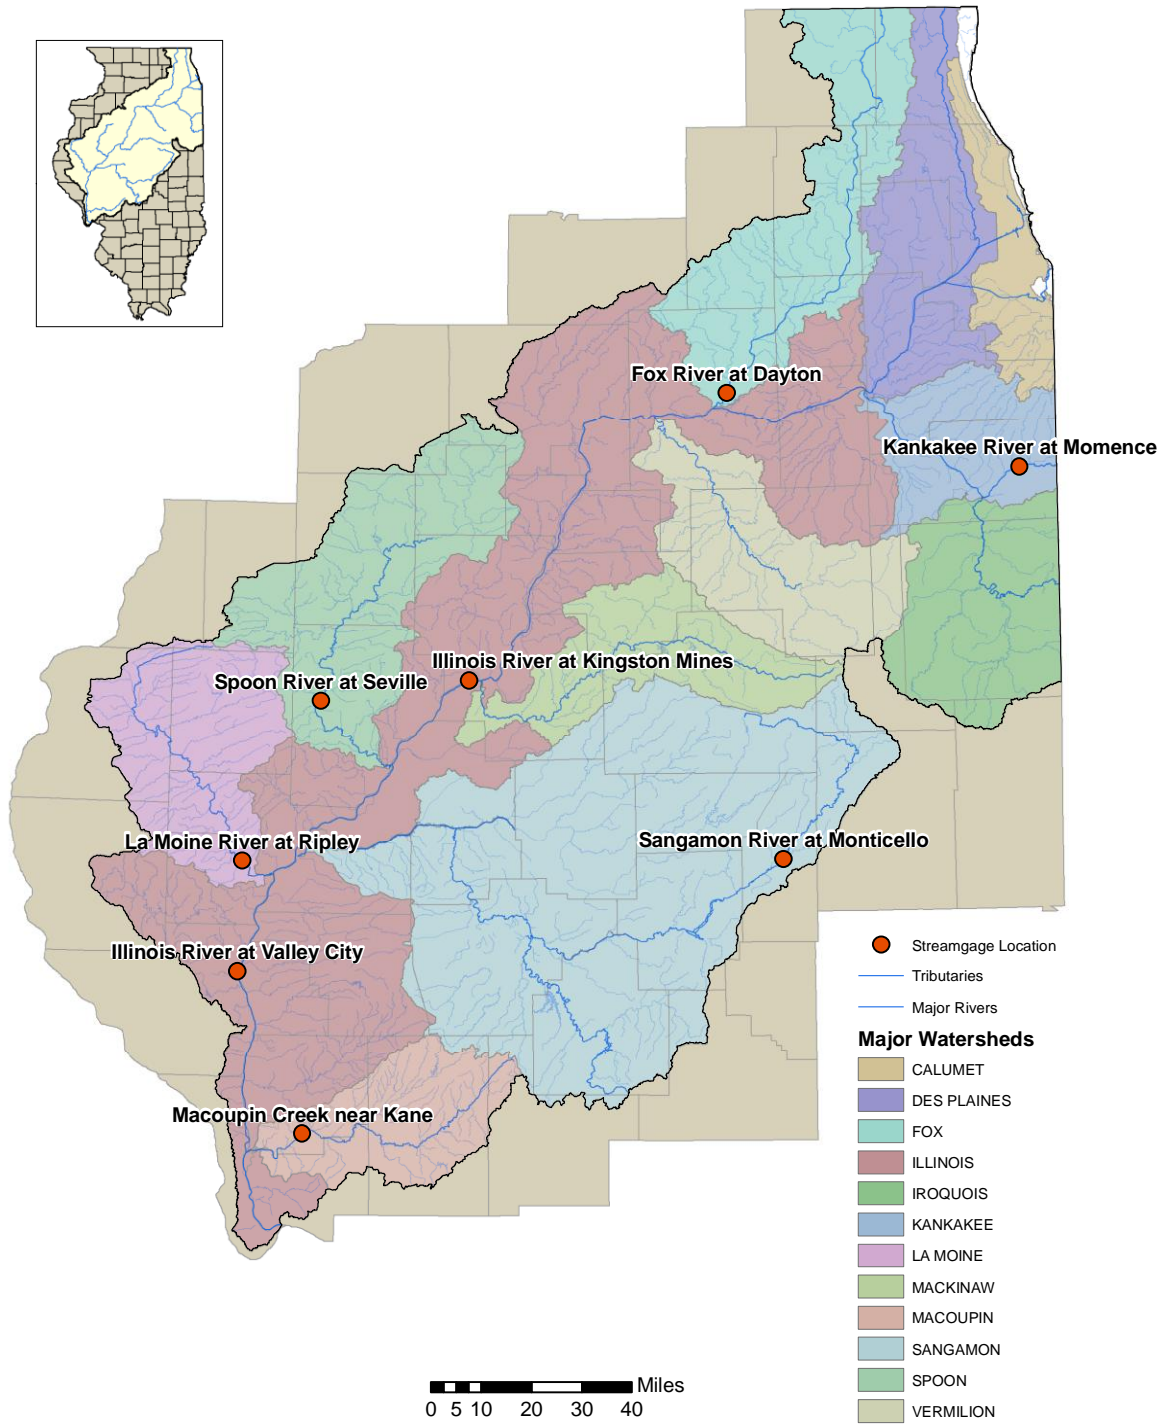 Fox River at Dayton
Kankakee River at Momence
Illinois River at Kingston Mines
Spoon River at Seville
La Moine River at Ripley
Sangamon River at Monticello
Illinois River at Valley City
Macoupin Creek near Kane
Streamgage Location
Tributaries
Major Rivers
Major Watersheds
CALUMET
DES PLAINES
FOX
ILLINOIS
IROQUOIS
KANKAKEE
LA MOINE
MACKINAW
MACOUPIN
SANGAMON
SPOON
VERMILION
Miles
0 5 10 20 30 40